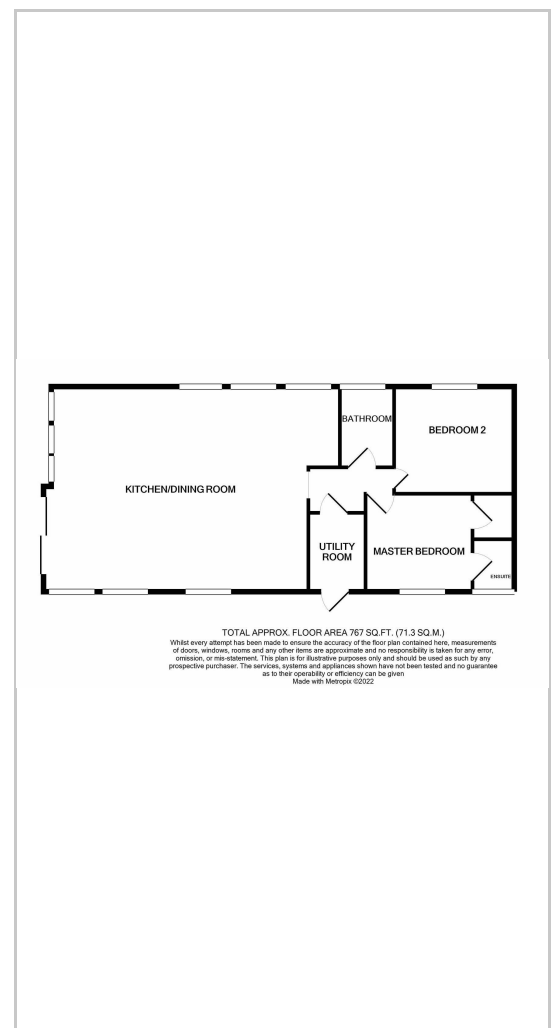 BATHROOM
BEDROOM 2
KITCHEN/DINING ROOM
UTILITY
ROOM
MASTER BEDROOM
ENSUITE
TOTAL APPROX. FLOOR AREA 767 SQ.FT. (71.3 SQ.M.)
Whilst every attempt has been made to ensure the accuracy of the floor plan contained here, measurements
of doors, windows, rooms and any other items are approximate and no responsibility is taken for any error,
omission, or mis-statement. This plan is for illustrative purposes only and should be used as such by any
prospective purchaser. The services, systems and appliances shown have not been tested and no guarantee
as to their operability or efficiency can be given
Made with Metropix ©2022